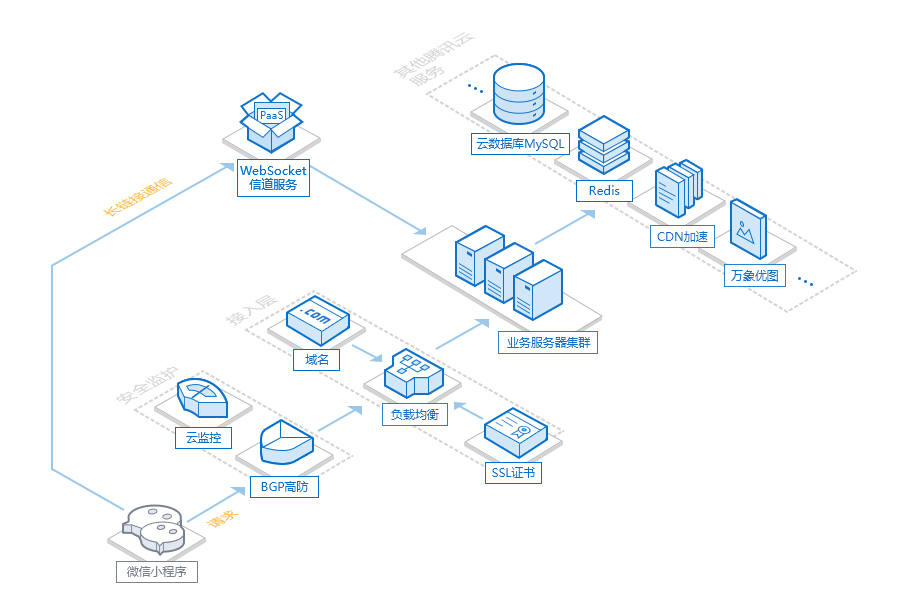 其他腾讯云
服务
PaaS
云数据库MySQL
WebSocket
信道服务
Redis
长链接通信
CDN加速
万象优图
接入层
.com
业务服务器集群
域名
安全监护
负载均衡
云监控
SSL证书
BGP高防
请求
微信小程序